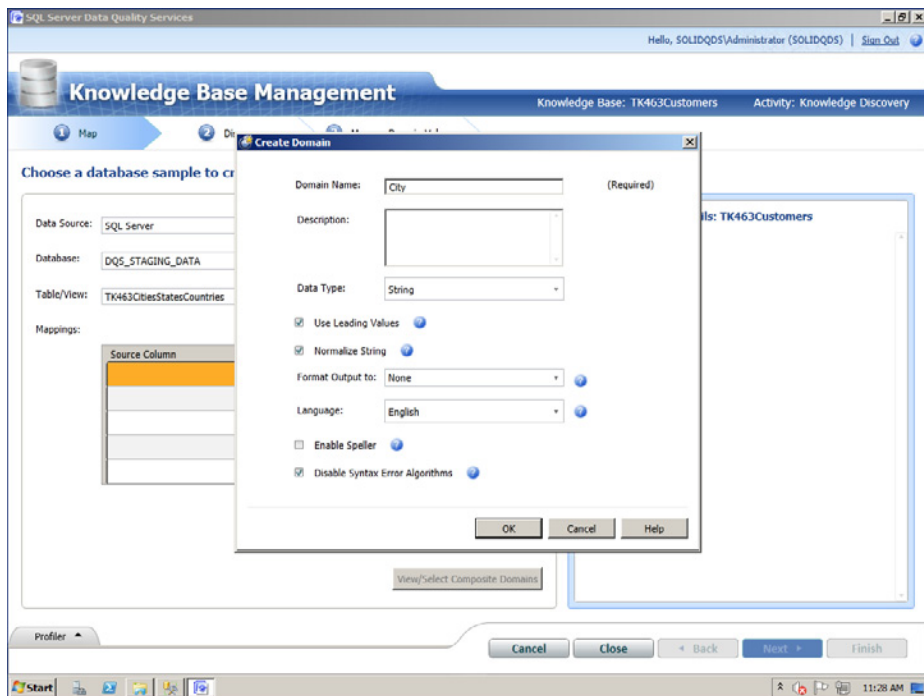 SQL Server Data Quality Services
Hello, SOLIDQDS\Administrator (SOLIDQDS) | Sign Out
Knowledge Base Management
Knowledge Base: TK463Customers Activity: Knowledge Discovery
1 Map
2
Choose a database sample to
Create Domain
Domain Name: City (Required)
Description:
Data Type: String
Use Leading Values
Normalize String
Format Output to: None
Language: English
Enable Speller
Disable Syntax Error Algorithms
OK Cancel Help
Data Source: SQL Server
Database: DQS_STAGING_DATA
Table/View: TK463CitiesStatesCountries
Mappings:
Source Column
TK463Customers
View/Select Composite Domains
Profiler
Cancel Close Back Next Finish
Start 11:28 AM